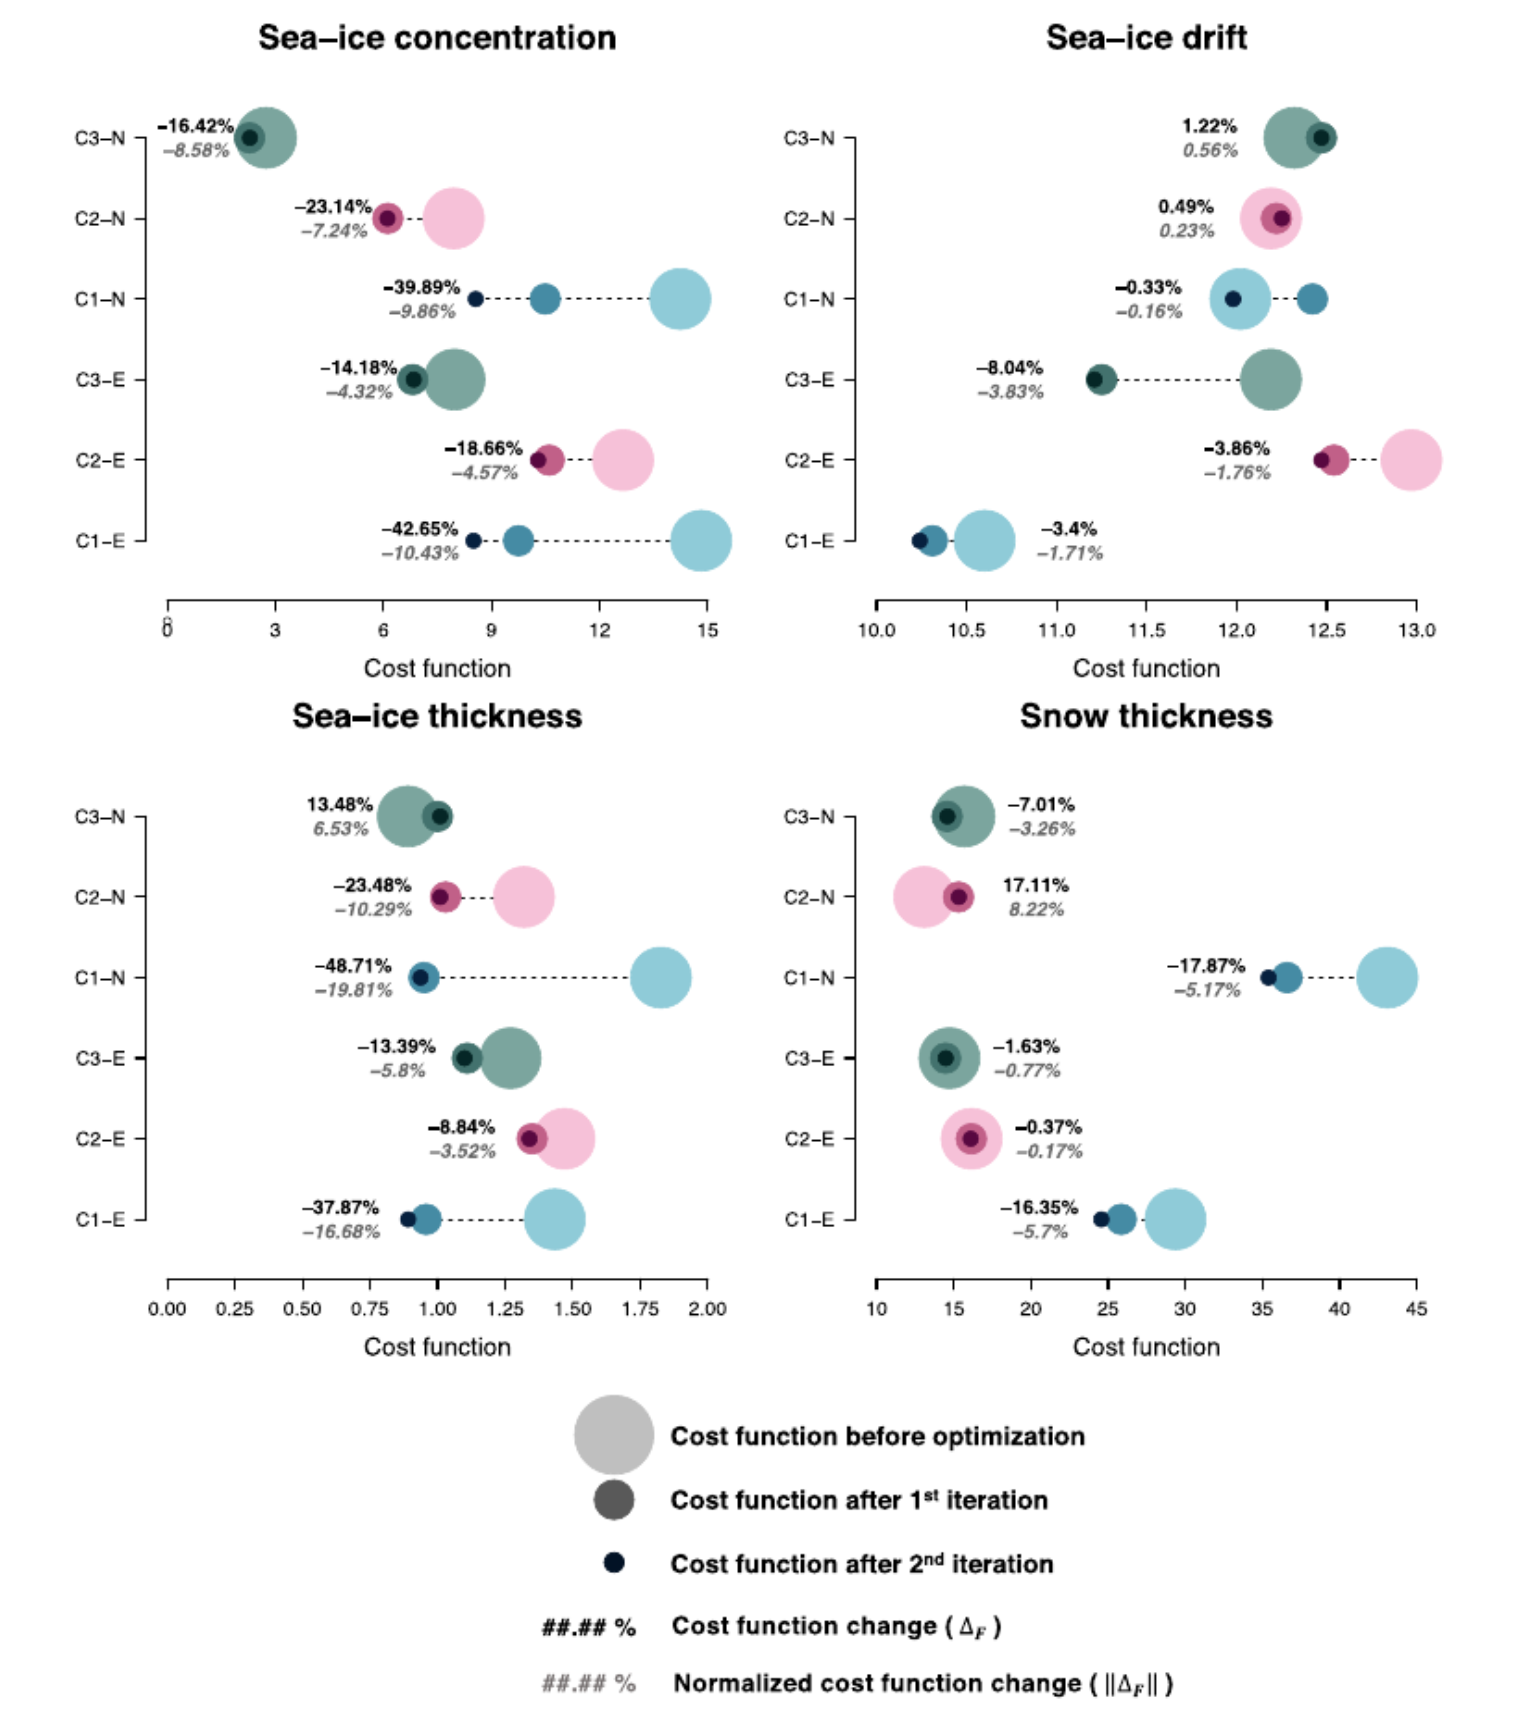 Sea–ice concentration
C3–N
–16.42%
–8.58%
C2–N
–23.14%
–7.24%
C1–N
–39.89%
–9.86%
C3–E
–14.18%
–4.32%
C2–E
–18.66%
–4.57%
C1–E
–42.65%
–10.43%
0 3 6 9 12 15
Cost function
Sea–ice drift
C3–N
1.22%
0.56%
C2–N
0.49%
0.23%
C1–N
–0.33%
–0.16%
C3–E
–8.04%
–3.83%
C2–E
–3.86%
–1.76%
C1–E
–3.4%
–1.71%
10.0 10.5 11.0 11.5 12.0 12.5 13.0
Cost function
Sea–ice thickness
C3–N
13.48%
6.53%
C2–N
–23.48%
–10.29%
C1–N
–48.71%
–19.81%
C3–E
–13.39%
–5.8%
C2–E
–8.84%
–3.52%
C1–E
–37.87%
–16.68%
0.00 0.25 0.50 0.75 1.00 1.25 1.50 1.75 2.00
Cost function
Snow thickness
C3–N
–7.01%
–3.26%
C2–N
17.11%
8.22%
C1–N
–17.87%
–5.17%
C3–E
–1.63%
–0.77%
C2–E
–0.37%
–0.17%
C1–E
–16.35%
–5.7%
10 15 20 25 30 35 40 45
Cost function
Cost function before optimization
Cost function after 1st iteration
Cost function after 2nd iteration
##.## % Cost function change ( Δ_F )
##.## % Normalized cost function change ( ‖Δ_F‖ )